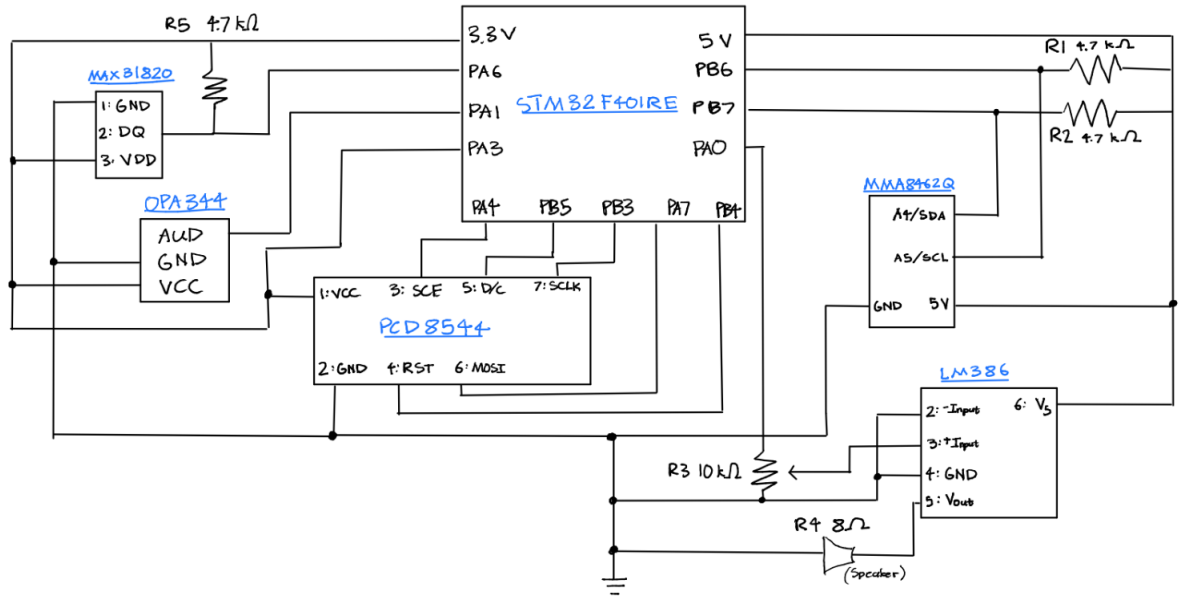 R5 4.7 kΩ
3.3 V
5 V
R1 4.7 kΩ
MAX31820
PA6
PB6
1: GND
STM32F401RE
2: DQ
PA1
PB7
3: VDD
R2 4.7 kΩ
PA3
PA0
OPA344
MMA8462Q
PA4
PB5
PB3
PA7
PB4
AUD
GND
VCC
A4/SDA
A5/SCL
1: VCC
3: SCE
5: D/C
7: SCLK
GND
5V
PCD8544
2: GND
4: RST
6: MOSI
LM386
2: -Input
6: Vs
3: +Input
R3 10kΩ
4: GND
5: Vout
R4 8Ω
(Speaker)